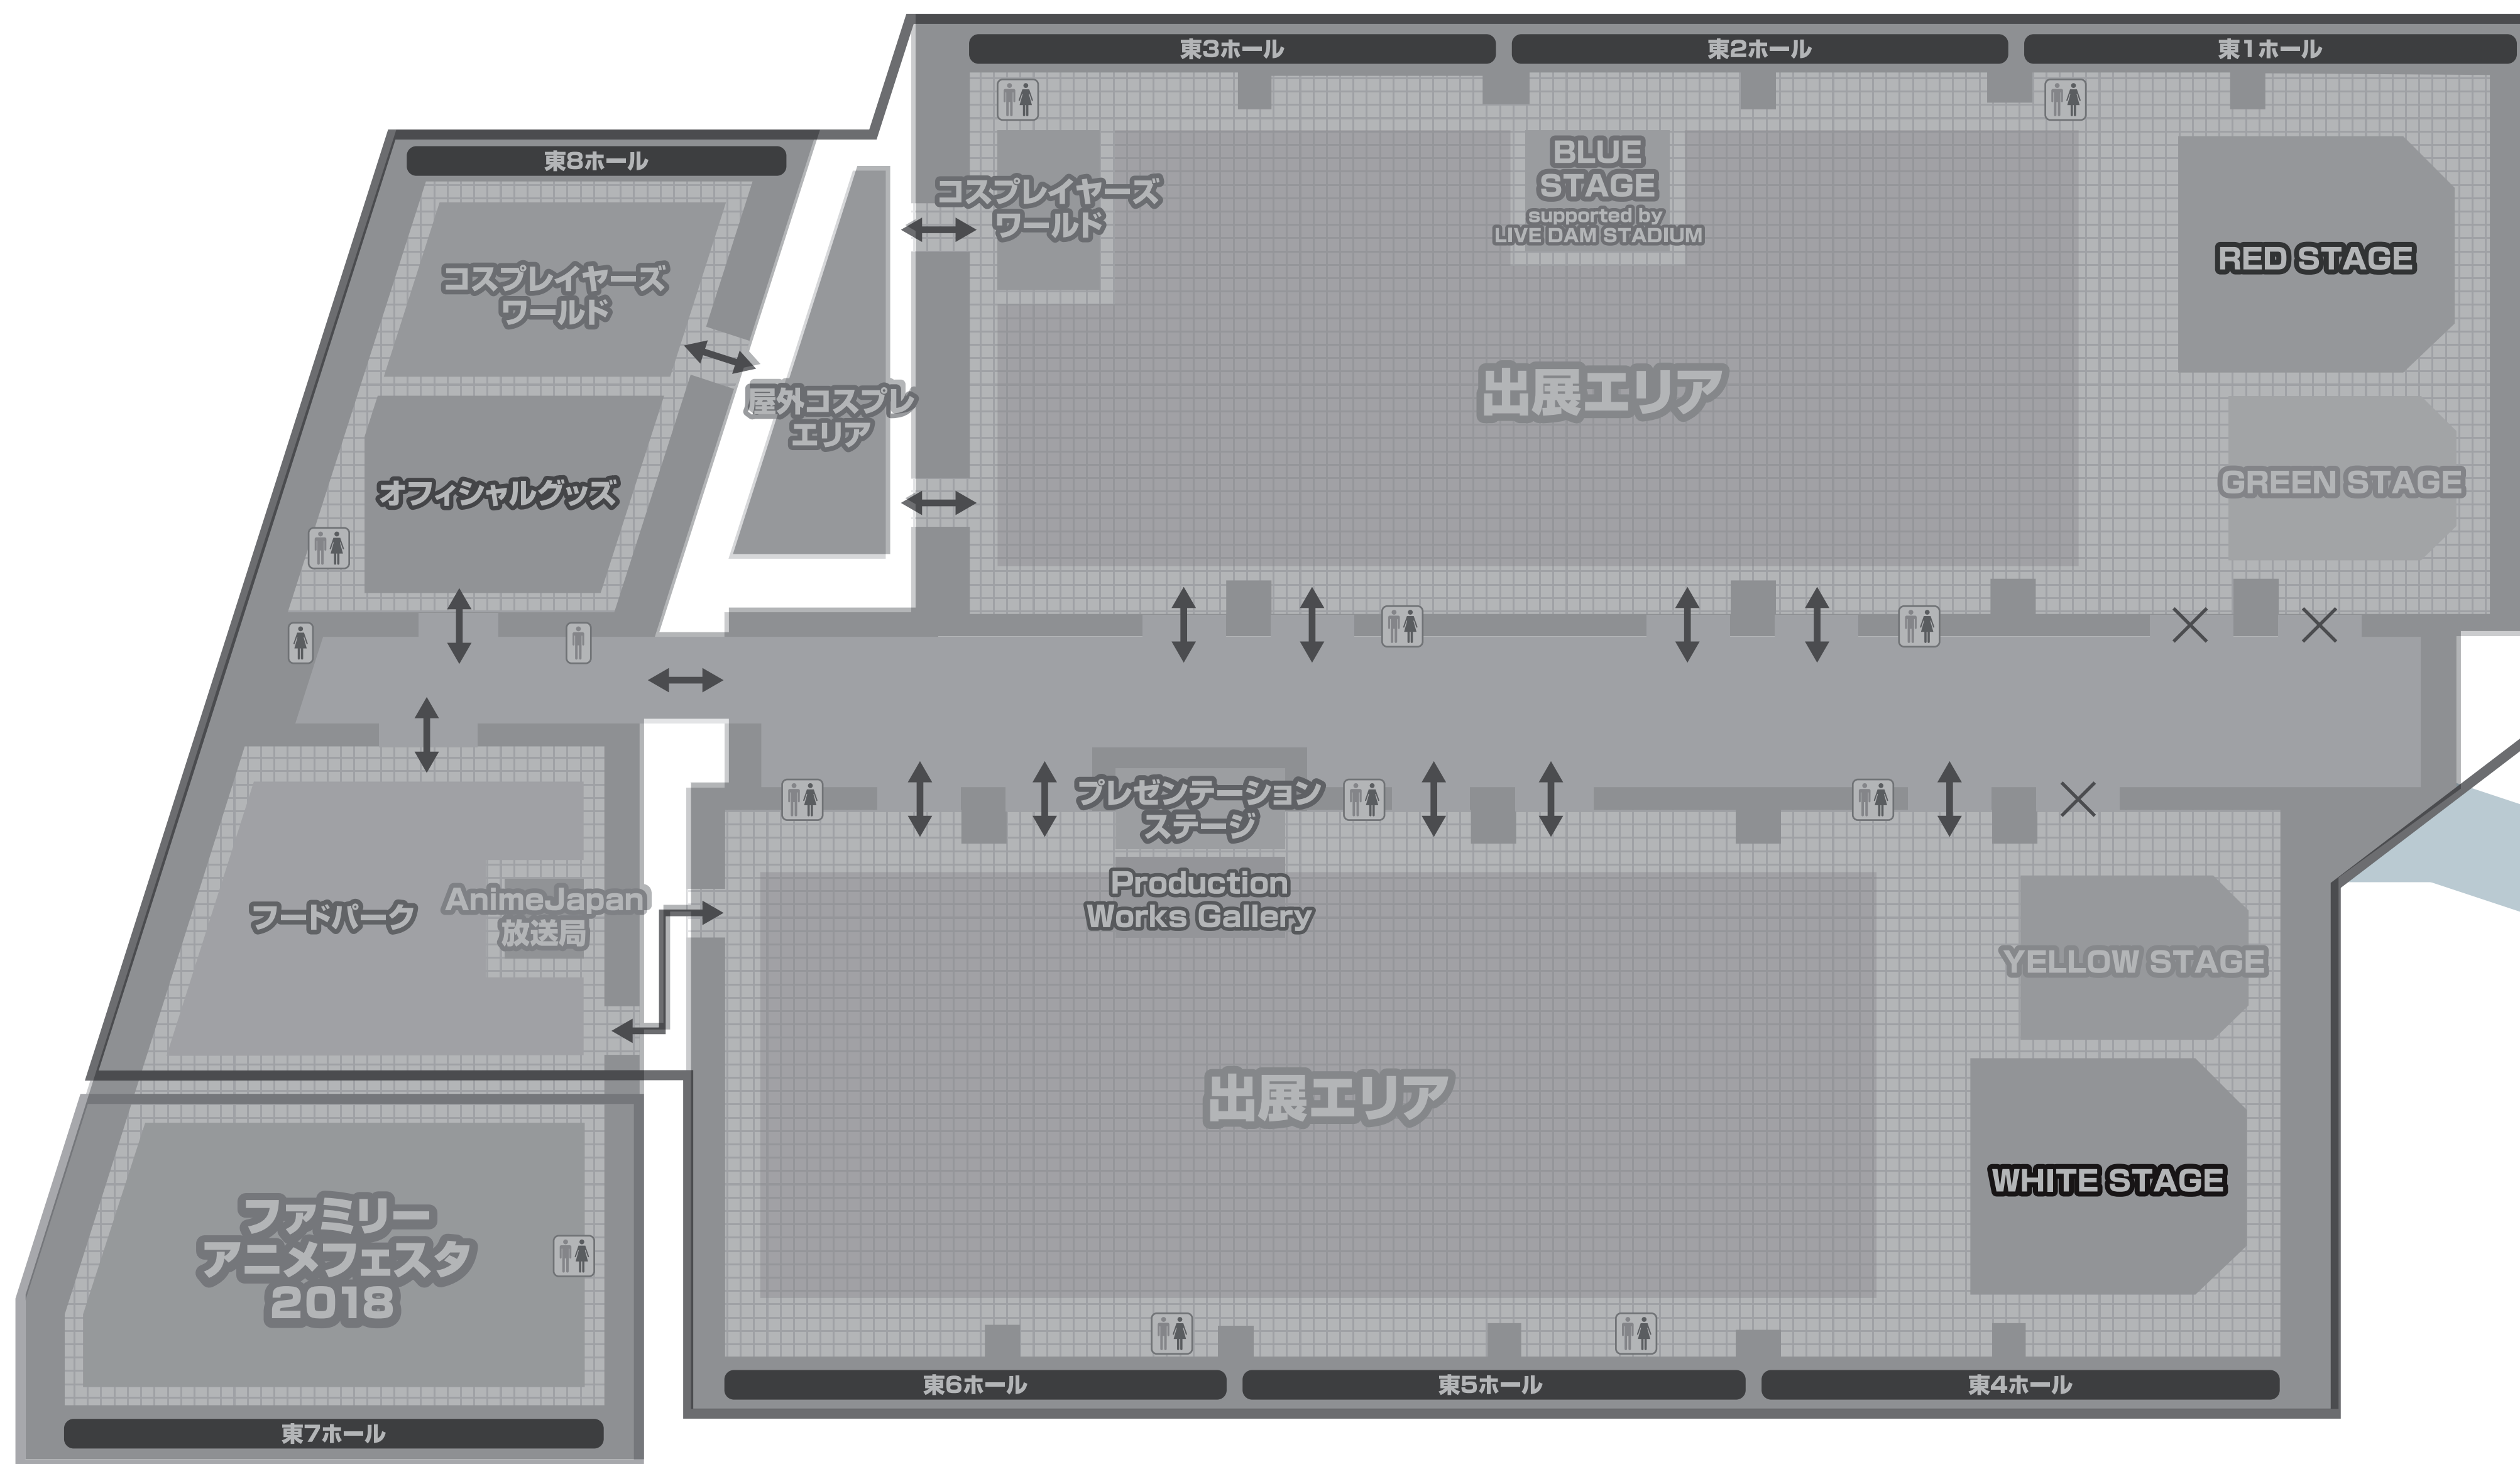 東3ホール
東2ホール
東1ホール
東8ホール
コスプレイヤーズ
ワールド
BLUE
STAGE
supported by
LIVE DAM STADIUM
RED STAGE
コスプレイヤーズ
ワールド
屋外コスプレ
エリア
出展エリア
GREEN STAGE
オフィシャルグッズ
プレゼンテーション
ステージ
Production
Works Gallery
フードパーク
AnimeJapan
放送局
YELLOW STAGE
出展エリア
WHITE STAGE
ファミリー
アニメフェスタ
2018
東6ホール
東5ホール
東4ホール
東7ホール